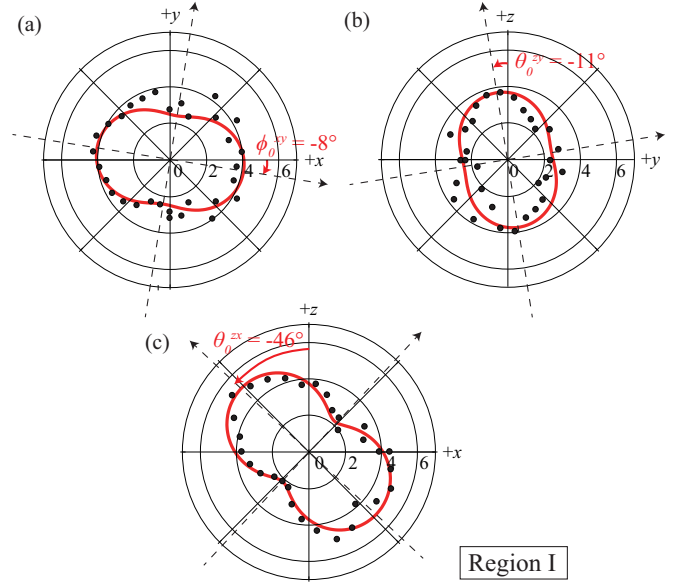 (a)
+y
ϕ₀ˣʸ = -8°
+x
0 2 4 6
(b)
+z
θ₀ᶻʸ = -11°
+y
0 2 4 6
(c)
+z
θ₀ᶻˣ = -46°
+x
0 2 4 6
Region I